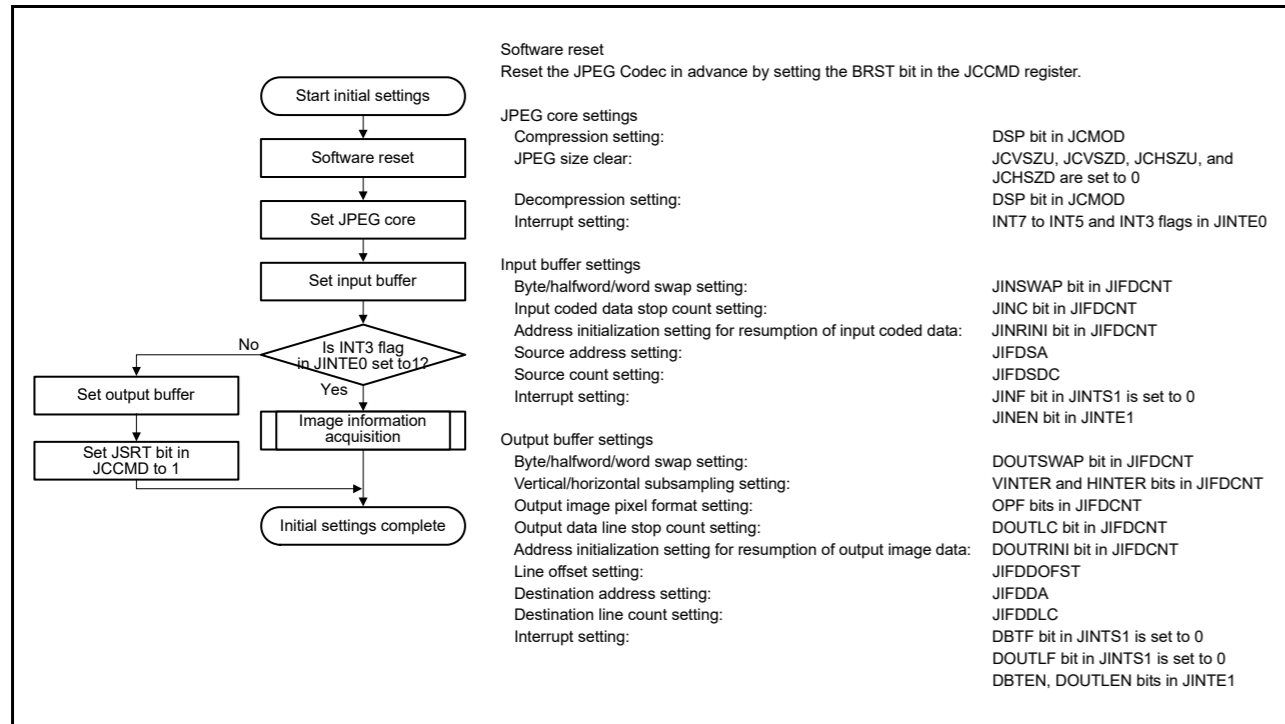 Start initial settings
Software reset
Set JPEG core
Set input buffer
Is INT3 flag
in JINTE0 set to1?
No
Yes
Set output buffer
Set JSRT bit in
JCCMD to 1
Image information
acquisition
Initial settings complete
Software reset
Reset the JPEG Codec in advance by setting the BRST bit in the JCCMD register.
JPEG core settings
Compression setting: DSP bit in JCMOD
JPEG size clear: JCVSZU, JCVSZD, JCHSZU, and
JCHSZD are set to 0
Decompression setting: DSP bit in JCMOD
Interrupt setting: INT7 to INT5 and INT3 flags in JINTE0
Input buffer settings
Byte/halfword/word swap setting: JINSWAP bit in JIFDCNT
Input coded data stop count setting: JINC bit in JIFDCNT
Address initialization setting for resumption of input coded data: JINRINI bit in JIFDCNT
Source address setting: JIFDSA
Source count setting: JIFDSDC
Interrupt setting: JINF bit in JINTS1 is set to 0
JINEN bit in JINTE1
Output buffer settings
Byte/halfword/word swap setting: DOUTSWAP bit in JIFDCNT
Vertical/horizontal subsampling setting: VINTER and HINTER bits in JIFDCNT
Output image pixel format setting: OPF bits in JIFDCNT
Output data line stop count setting: DOUTLC bit in JIFDCNT
Address initialization setting for resumption of output image data: DOUTRINI bit in JIFDCNT
Line offset setting: JIFDDOFST
Destination address setting: JIFDDA
Destination line count setting: JIFDDLC
Interrupt setting: DBTF bit in JINTS1 is set to 0
DOUTLF bit in JINTS1 is set to 0
DBTEN, DOUTLEN bits in JINTE1